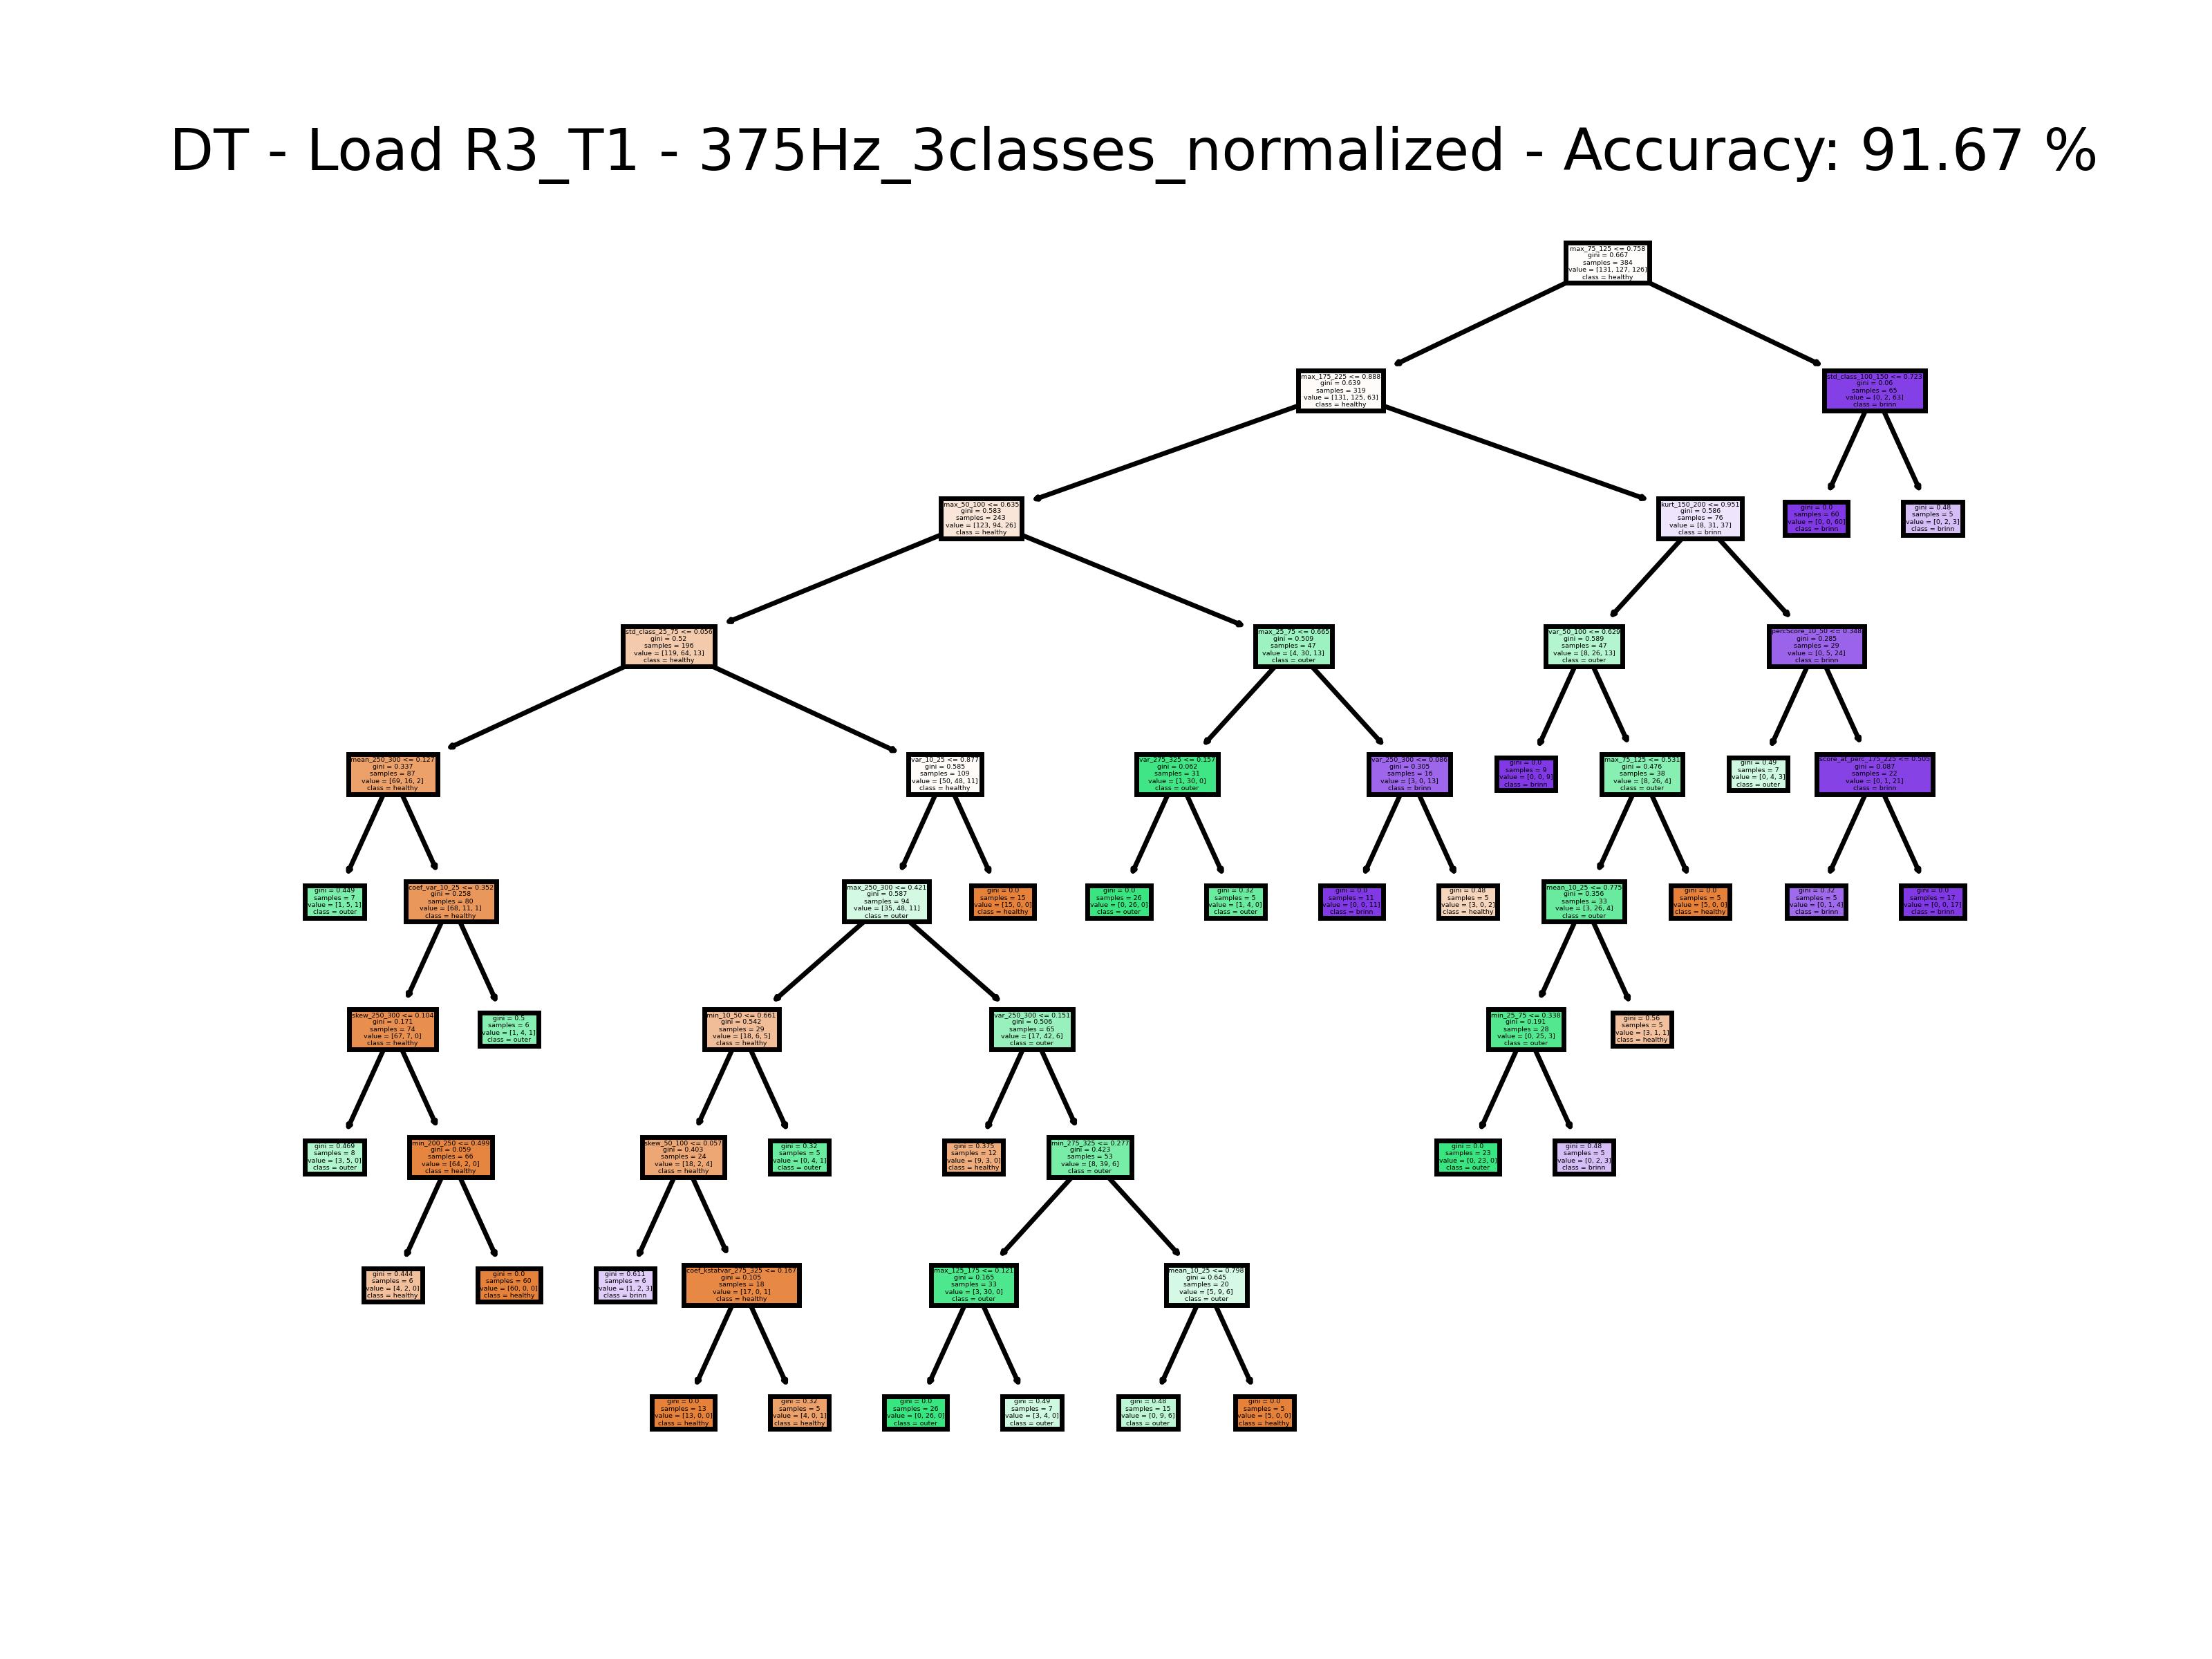 DT - Load R3_T1 - 375Hz_3classes_normalized - Accuracy: 91.67 %
max_75_125 <= 0.758
gini = 0.667
samples = 384
value = [131, 127, 126]
class = healthy
max_175_225 <= 0.888
gini = 0.639
samples = 319
value = [131, 125, 63]
class = healthy
std_class_100_150 <= 0.723
gini = 0.06
samples = 65
value = [0, 2, 63]
class = brinn
max_50_100 <= 0.635
gini = 0.583
samples = 243
value = [123, 94, 26]
class = healthy
kurt_150_200 <= 0.951
gini = 0.586
samples = 76
value = [8, 31, 37]
class = brinn
gini = 0.0
samples = 60
value = [0, 0, 60]
class = brinn
gini = 0.48
samples = 5
value = [0, 2, 3]
class = brinn
std_class_25_75 <= 0.056
gini = 0.52
samples = 196
value = [119, 64, 13]
class = healthy
max_25_75 <= 0.665
gini = 0.509
samples = 47
value = [4, 30, 13]
class = outer
var_50_100 <= 0.629
gini = 0.589
samples = 47
value = [8, 26, 13]
class = outer
percScore_10_50 <= 0.348
gini = 0.285
samples = 29
value = [0, 5, 24]
class = brinn
mean_250_300 <= 0.127
gini = 0.337
samples = 87
value = [69, 16, 2]
class = healthy
var_10_25 <= 0.877
gini = 0.585
samples = 109
value = [50, 48, 11]
class = healthy
var_275_325 <= 0.157
gini = 0.062
samples = 31
value = [1, 30, 0]
class = outer
var_250_300 <= 0.086
gini = 0.305
samples = 16
value = [3, 0, 13]
class = brinn
gini = 0.0
samples = 9
value = [0, 0, 9]
class = brinn
max_75_125 <= 0.531
gini = 0.476
samples = 38
value = [8, 26, 4]
class = outer
gini = 0.49
samples = 7
value = [0, 4, 3]
class = outer
score_at_perc_175_225 <= 0.505
gini = 0.087
samples = 22
value = [0, 1, 21]
class = brinn
gini = 0.449
samples = 7
value = [1, 5, 1]
class = outer
coef_var_10_25 <= 0.352
gini = 0.258
samples = 80
value = [68, 11, 1]
class = healthy
max_250_300 <= 0.421
gini = 0.587
samples = 94
value = [35, 48, 11]
class = outer
gini = 0.0
samples = 15
value = [15, 0, 0]
class = healthy
gini = 0.0
samples = 26
value = [0, 26, 0]
class = outer
gini = 0.32
samples = 5
value = [1, 4, 0]
class = outer
gini = 0.0
samples = 11
value = [0, 0, 11]
class = brinn
gini = 0.48
samples = 5
value = [3, 0, 2]
class = healthy
mean_10_25 <= 0.775
gini = 0.356
samples = 33
value = [3, 26, 4]
class = outer
gini = 0.0
samples = 5
value = [5, 0, 0]
class = healthy
gini = 0.32
samples = 5
value = [0, 1, 4]
class = brinn
gini = 0.0
samples = 17
value = [0, 0, 17]
class = brinn
skew_250_300 <= 0.104
gini = 0.171
samples = 74
value = [67, 7, 0]
class = healthy
gini = 0.5
samples = 6
value = [1, 4, 1]
class = outer
min_10_50 <= 0.661
gini = 0.542
samples = 29
value = [18, 6, 5]
class = healthy
var_250_300 <= 0.151
gini = 0.506
samples = 65
value = [17, 42, 6]
class = outer
min_25_75 <= 0.338
gini = 0.191
samples = 28
value = [0, 25, 3]
class = outer
gini = 0.56
samples = 5
value = [3, 1, 1]
class = healthy
gini = 0.469
samples = 8
value = [3, 5, 0]
class = outer
min_200_250 <= 0.499
gini = 0.059
samples = 66
value = [64, 2, 0]
class = healthy
skew_50_100 <= 0.057
gini = 0.403
samples = 24
value = [18, 2, 4]
class = healthy
gini = 0.32
samples = 5
value = [0, 4, 1]
class = outer
gini = 0.375
samples = 12
value = [9, 3, 0]
class = healthy
min_275_325 <= 0.277
gini = 0.423
samples = 53
value = [8, 39, 6]
class = outer
gini = 0.0
samples = 23
value = [0, 23, 0]
class = outer
gini = 0.48
samples = 5
value = [0, 2, 3]
class = brinn
gini = 0.444
samples = 6
value = [4, 2, 0]
class = healthy
gini = 0.0
samples = 60
value = [60, 0, 0]
class = healthy
gini = 0.611
samples = 6
value = [1, 2, 3]
class = brinn
coef_kstatvar_275_325 <= 0.167
gini = 0.105
samples = 18
value = [17, 0, 1]
class = healthy
max_125_175 <= 0.121
gini = 0.165
samples = 33
value = [3, 30, 0]
class = outer
mean_10_25 <= 0.798
gini = 0.645
samples = 20
value = [5, 9, 6]
class = outer
gini = 0.0
samples = 13
value = [13, 0, 0]
class = healthy
gini = 0.32
samples = 5
value = [4, 0, 1]
class = healthy
gini = 0.0
samples = 26
value = [0, 26, 0]
class = outer
gini = 0.49
samples = 7
value = [3, 4, 0]
class = outer
gini = 0.48
samples = 15
value = [0, 9, 6]
class = outer
gini = 0.0
samples = 5
value = [5, 0, 0]
class = healthy